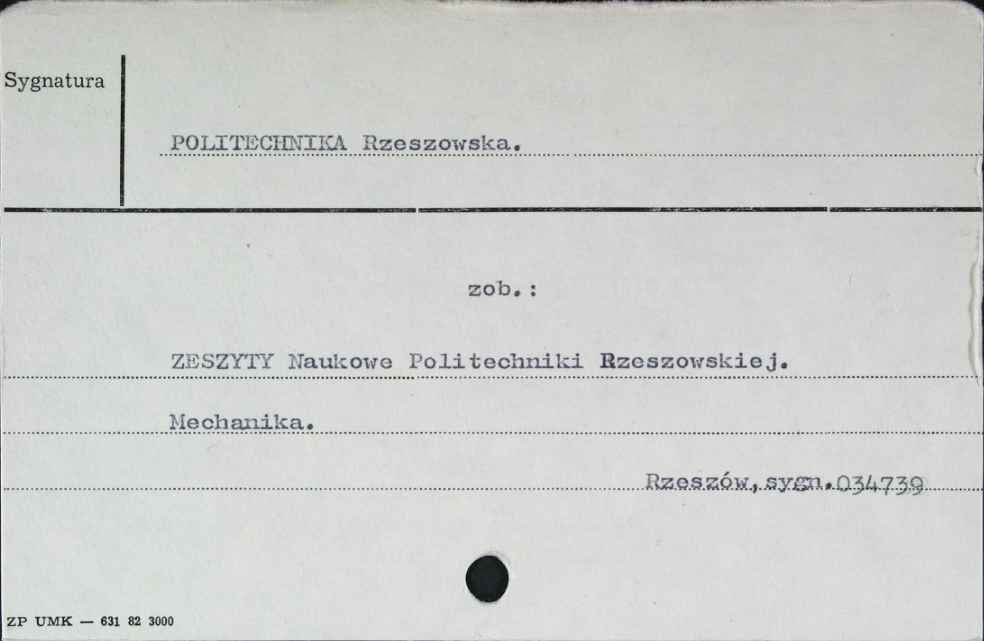 Sygnatura
POLITECHNIKA Rzeszowska.
zob.:
ZESZYTY Naukowe Politechniki Rzeszowskiej.
Mechanika.
Rzeszów, sygn. 034739
ZP UMK — 631 82 3000